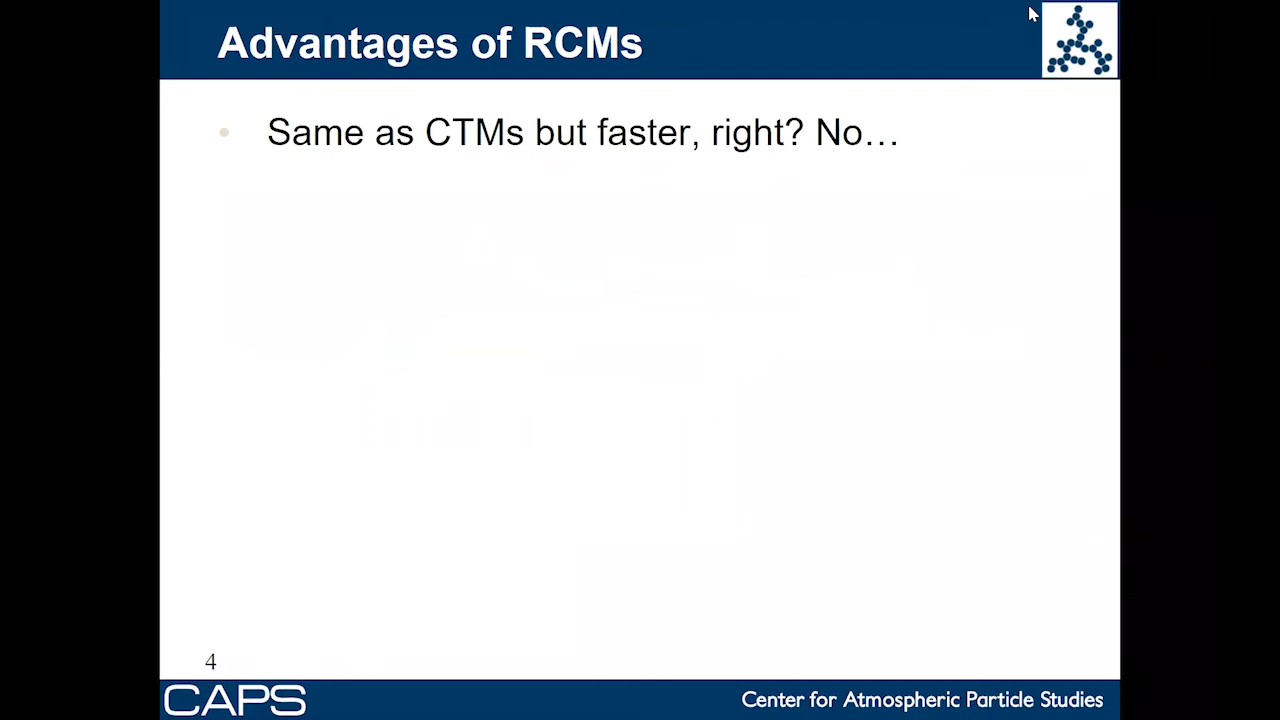 Advantages of RCMs
• Same as CTMs but faster, right? No…
4
CAPS
Center for Atmospheric Particle Studies